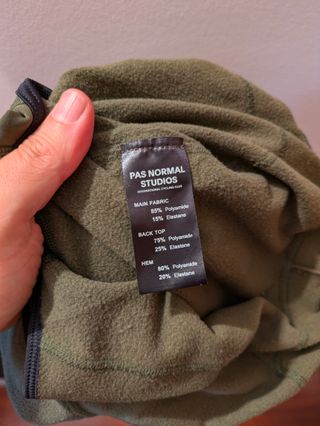 PAS NORMAL
STUDIOS
INTERNATIONAL CYCLING CLUB
MAIN FABRIC
85% Polyamide
15% Elastane
BACK TOP
75% Polyamide
25% Elastane
HEM
80% Polyamide
20% Elastane